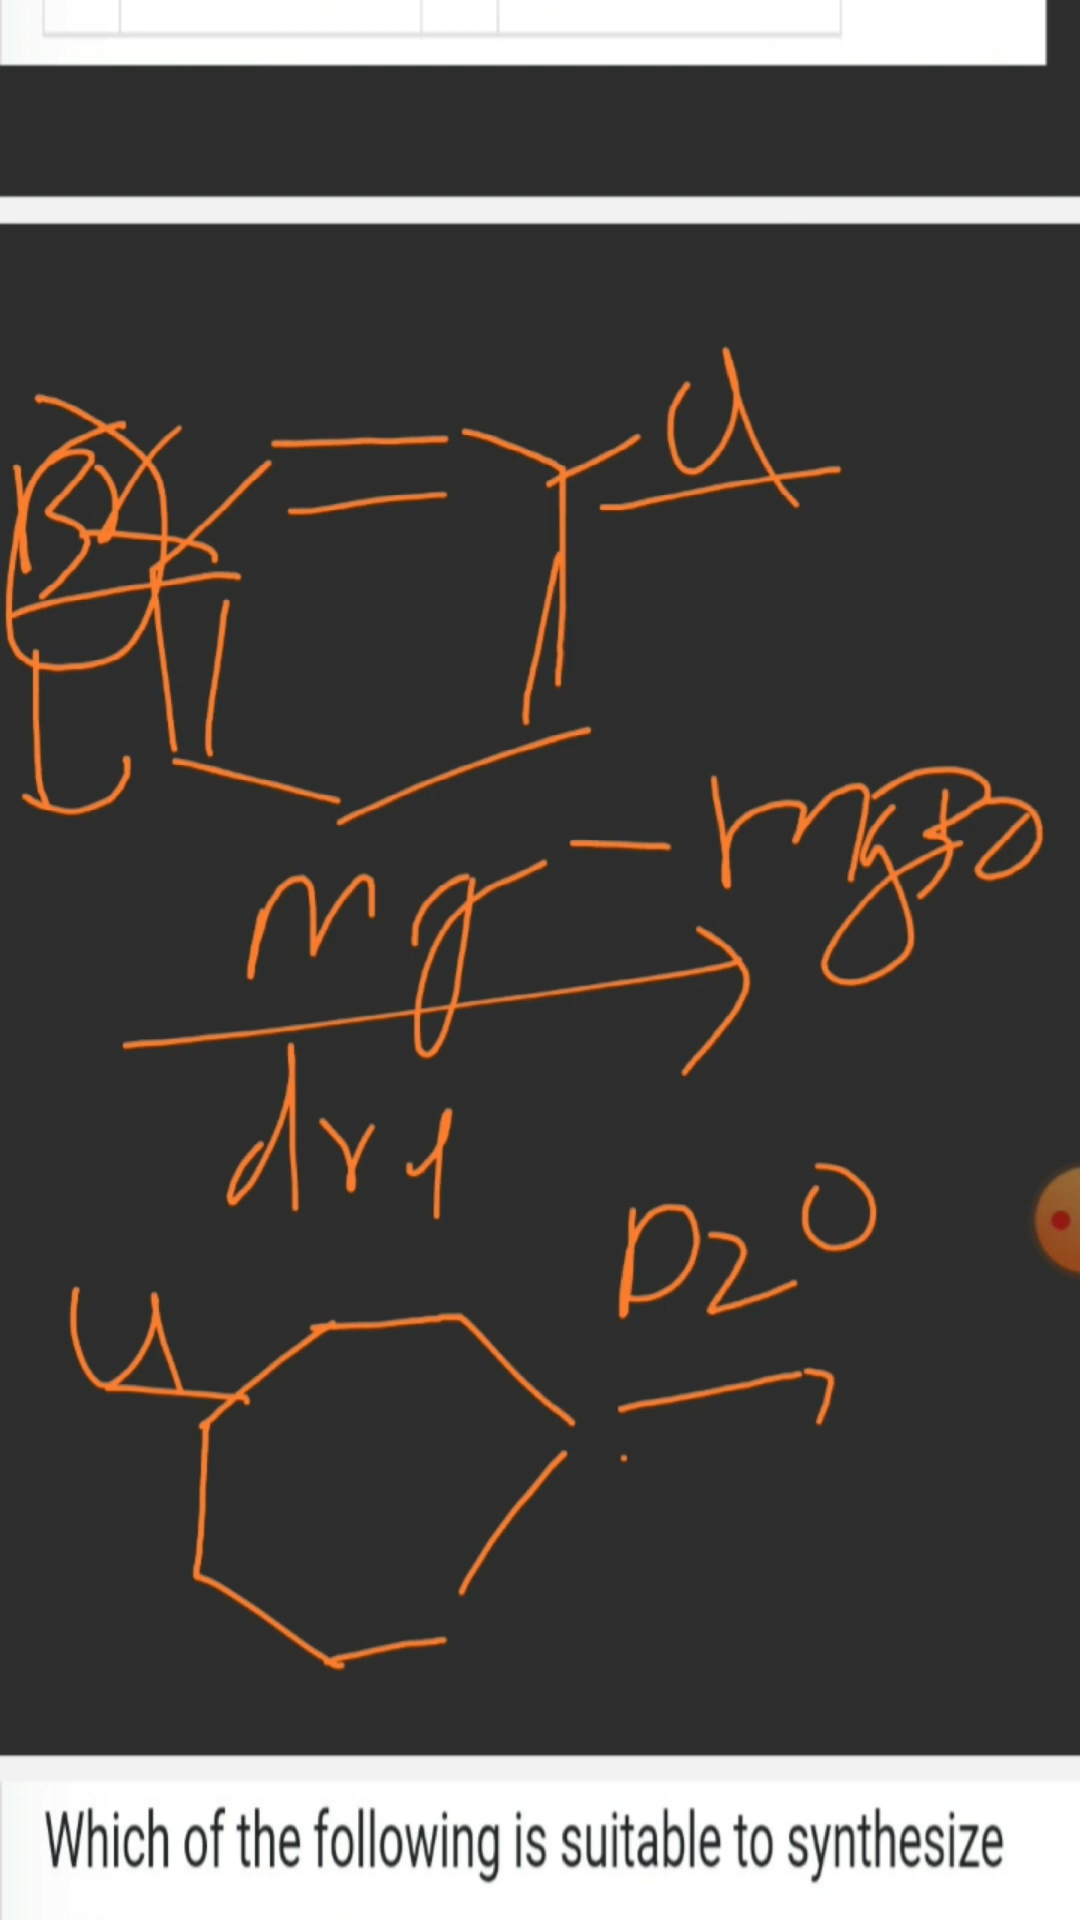 Br
Cl
Mg
dry
D2O
Cl
Which of the following is suitable to synthesize